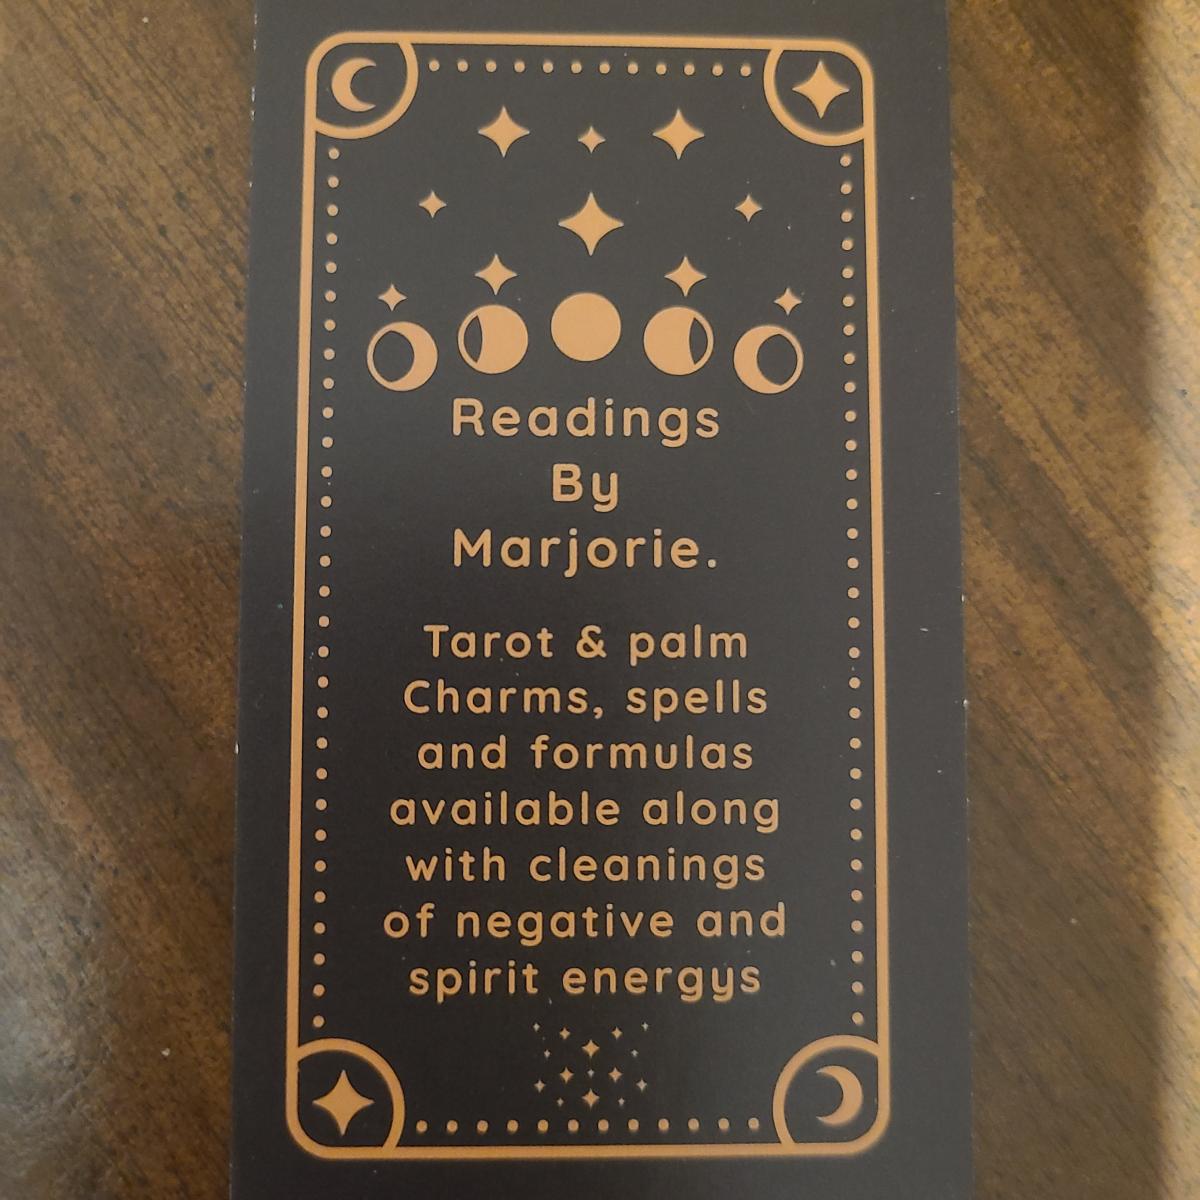 Readings
By
Marjorie.
Tarot & palm
Charms, spells
and formulas
available along
with cleanings
of negative and
spirit energys